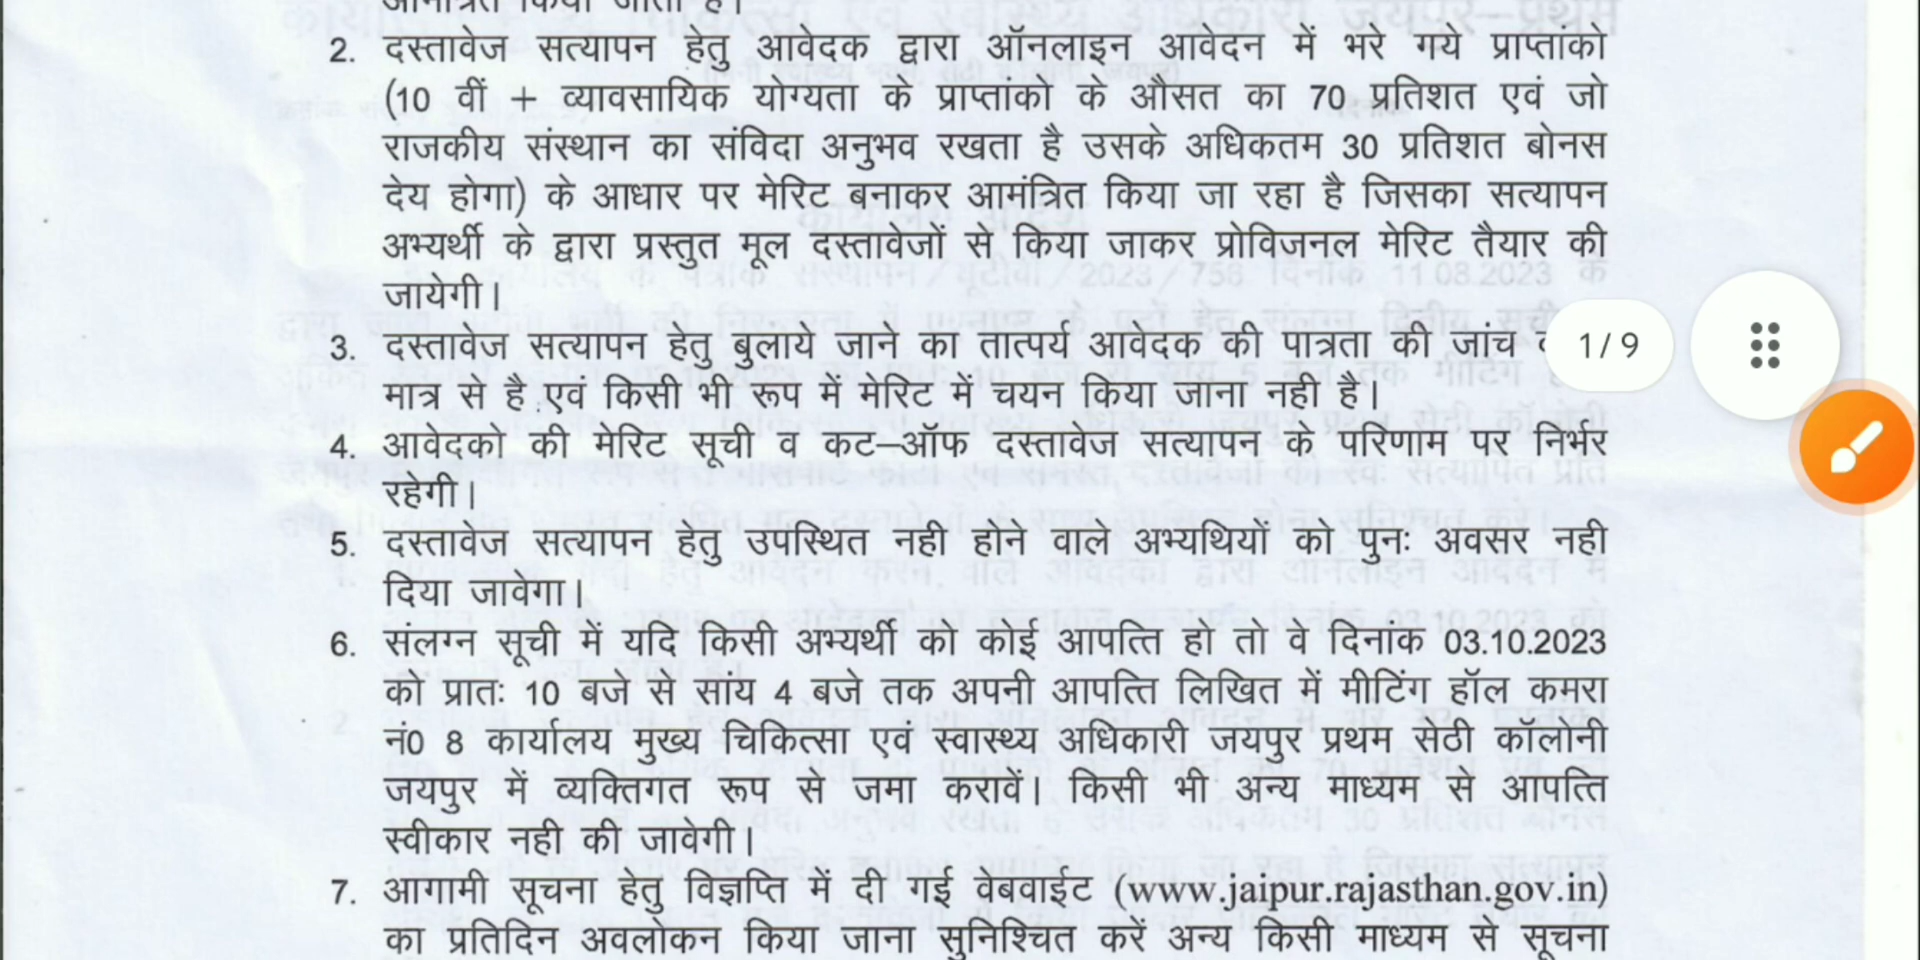 आमंत्रित किया जाता है।
2. दस्तावेज सत्यापन हेतु आवेदक द्वारा ऑनलाइन आवेदन में भरे गये प्राप्तांको
(10 वीं + व्यावसायिक योग्यता के प्राप्तांको के औसत का 70 प्रतिशत एवं जो
राजकीय संस्थान का संविदा अनुभव रखता है उसके अधिकतम 30 प्रतिशत बोनस
देय होगा) के आधार पर मेरिट बनाकर आमंत्रित किया जा रहा है जिसका सत्यापन
अभ्यर्थी के द्वारा प्रस्तुत मूल दस्तावेजों से किया जाकर प्रोविजनल मेरिट तैयार की
जायेगी।
3. दस्तावेज सत्यापन हेतु बुलाये जाने का तात्पर्य आवेदक की पात्रता की जांच
1/9
मात्र से है एवं किसी भी रूप में मेरिट में चयन किया जाना नही है।
4. आवेदको की मेरिट सूची व कट–ऑफ दस्तावेज सत्यापन के परिणाम पर निर्भर
रहेगी।
5. दस्तावेज सत्यापन हेतु उपस्थित नही होने वाले अभ्यथियों को पुनः अवसर नही
दिया जावेगा।
6. संलग्न सूची में यदि किसी अभ्यर्थी को कोई आपत्ति हो तो वे दिनांक 03.10.2023
को प्रातः 10 बजे से सांय 4 बजे तक अपनी आपत्ति लिखित में मीटिंग हॉल कमरा
नं0 8 कार्यालय मुख्य चिकित्सा एवं स्वास्थ्य अधिकारी जयपुर प्रथम सेठी कॉलोनी
जयपुर में व्यक्तिगत रूप से जमा करावें। किसी भी अन्य माध्यम से आपत्ति
स्वीकार नही की जावेगी।
7. आगामी सूचना हेतु विज्ञप्ति में दी गई वेबवाईट (www.jaipur.rajasthan.gov.in)
का प्रतिदिन अवलोकन किया जाना सुनिश्चित करें अन्य किसी माध्यम से सूचना